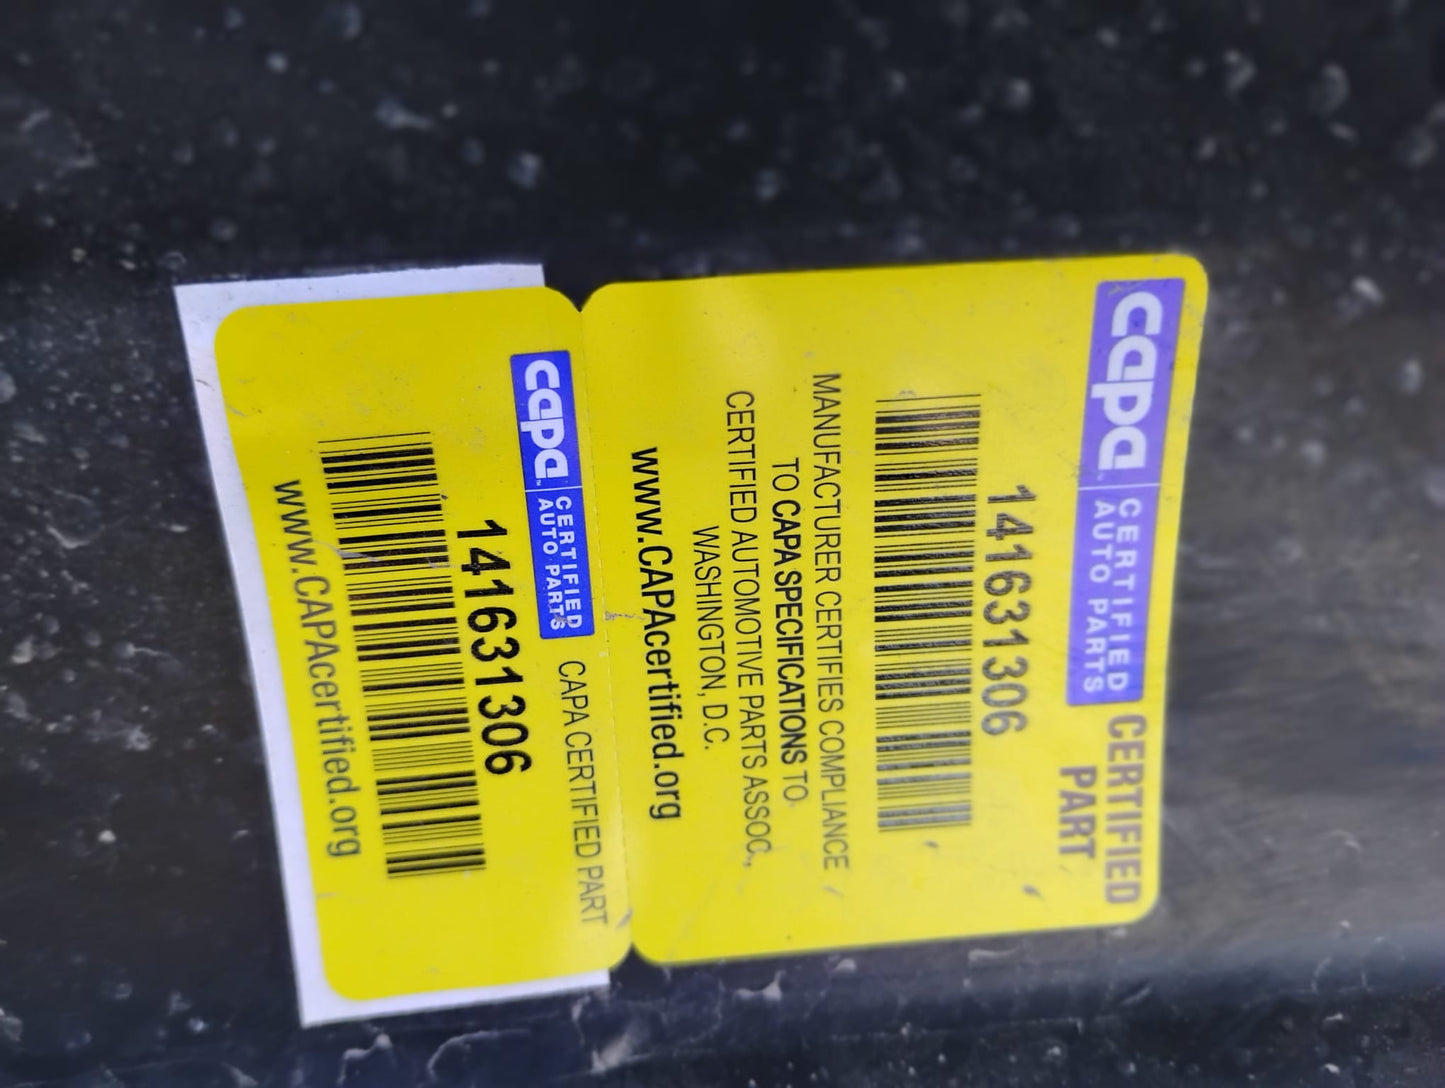 capa CERTIFIED AUTO PARTS CERTIFIED PART
141631306
MANUFACTURER CERTIFIES COMPLIANCE
TO CAPA SPECIFICATIONS TO
CERTIFIED AUTOMOTIVE PARTS ASSOC.,
WASHINGTON, D.C.
www.CAPAcertified.org
capa CERTIFIED AUTO PARTS CAPA CERTIFIED PART
141631306
www.CAPAcertified.org